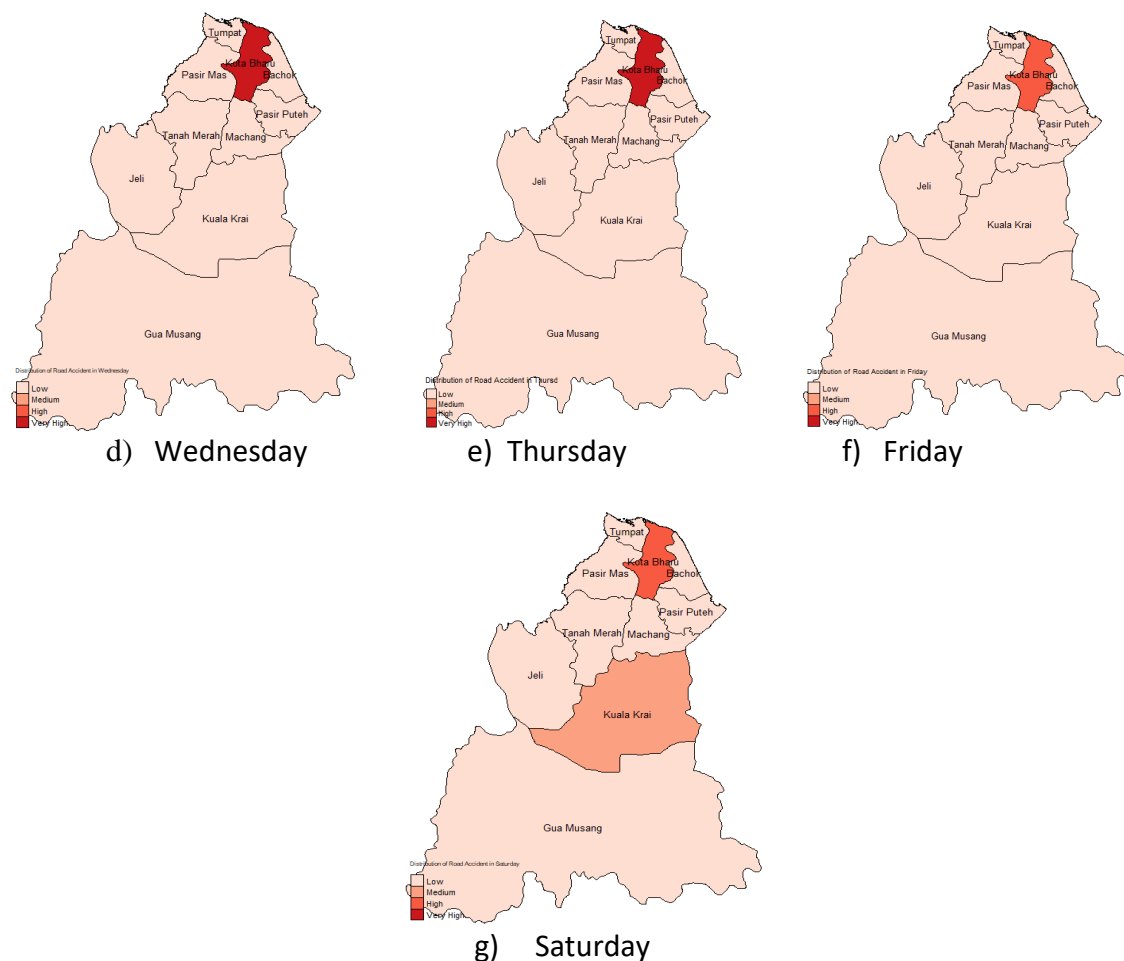 Tumpat
Kota Bharu
Pasir Mas
Bachor
Pasir Puteh
Tanah Merah
Machang
Jeli
Kuala Krai
Gua Musang
Distribution of Road Accident in Wednesday
Low
Medium
High
Very High
d) Wednesday
Tumpat
Kota Bharu
Pasir Mas
Bachor
Pasir Puteh
Tanah Merah
Machang
Jeli
Kuala Krai
Gua Musang
Distribution of Road Accident in Thursd
Low
Medium
High
Very High
e) Thursday
Tumpat
Kota Bharu
Pasir Mas
Bachor
Pasir Puteh
Tanah Merah
Machang
Jeli
Kuala Krai
Gua Musang
Distribution of Road Accident in Friday
Low
Medium
High
Very High
f) Friday
Tumpat
Kota Bharu
Pasir Mas
Bachor
Pasir Puteh
Tanah Merah
Machang
Jeli
Kuala Krai
Gua Musang
Distribution of Road Accident in Saturday
Low
Medium
High
Very High
g) Saturday